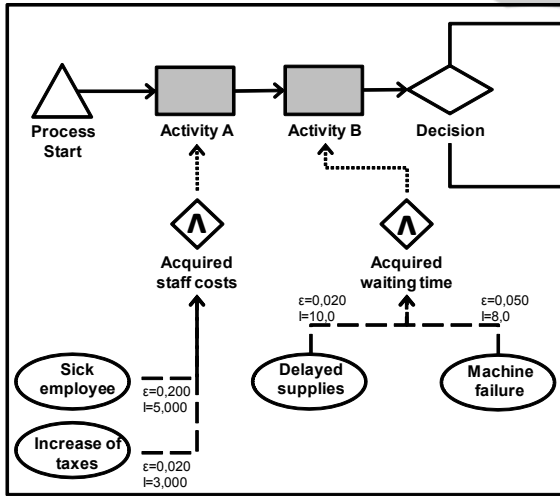 Process
Start
Activity A
Activity B
Decision
Λ
Acquired
staff costs
Λ
Acquired
waiting time
ε=0,020
I=10,0
ε=0,050
I=8,0
Sick
employee
ε=0,200
I=5,000
Delayed
supplies
Machine
failure
Increase of
taxes
ε=0,020
I=3,000